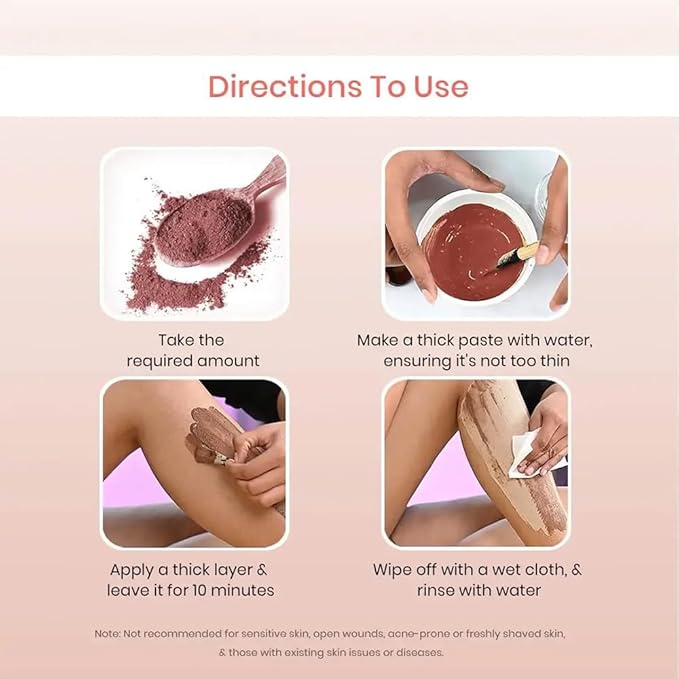 Directions To Use
Take the
required amount
Make a thick paste with water,
ensuring it's not too thin
Apply a thick layer &
leave it for 10 minutes
Wipe off with a wet cloth, &
rinse with water
Note: Not recommended for sensitive skin, open wounds, acne-prone or freshly shaved skin,
& those with existing skin issues or diseases.